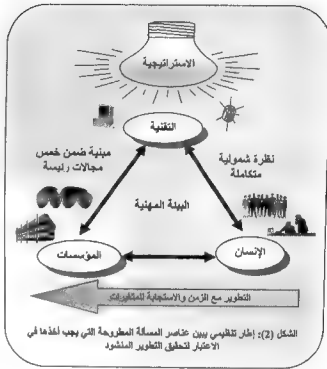 الاستراتيجية
التقنية
مبنية ضمن خمس
مجالات رئيسة
نظرة شمولية
متكاملة
البيئة المهنية
المؤسسات
الإنسان
التطوير مع الزمن والاستجابة للمتغيرات
الشكل (2): إطار تنظيمي يبين عناصر المسألة المطروحة التي يجب أخذها في
الاعتبار لتحقيق التطوير المنشود